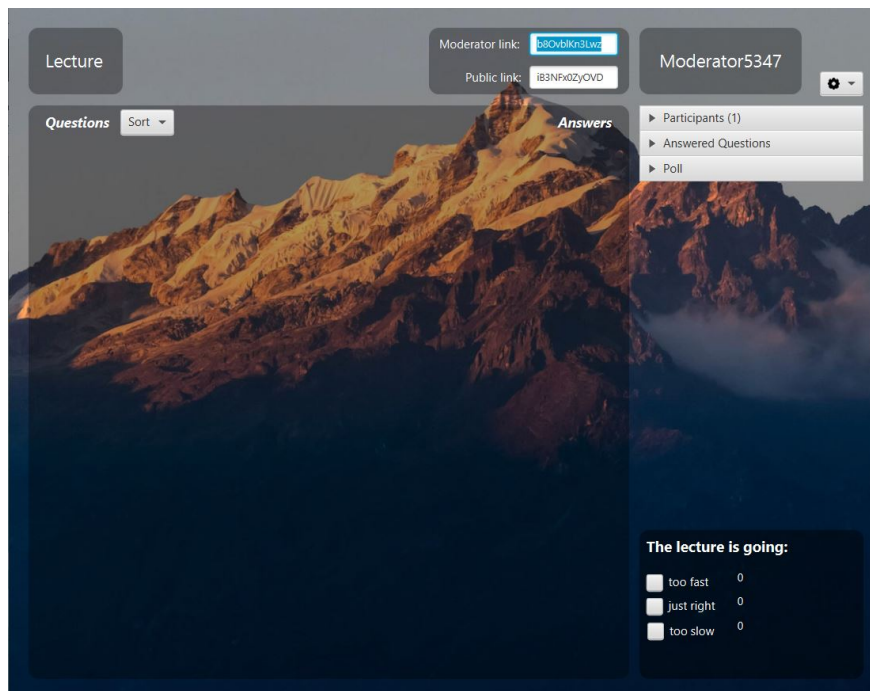 Lecture
Moderator link: b8OvblKn3Lwz
Public link: iB3NFx0ZyOVD
Moderator5347
Questions Sort Answers
Participants (1)
Answered Questions
Poll
The lecture is going:
too fast 0
just right 0
too slow 0